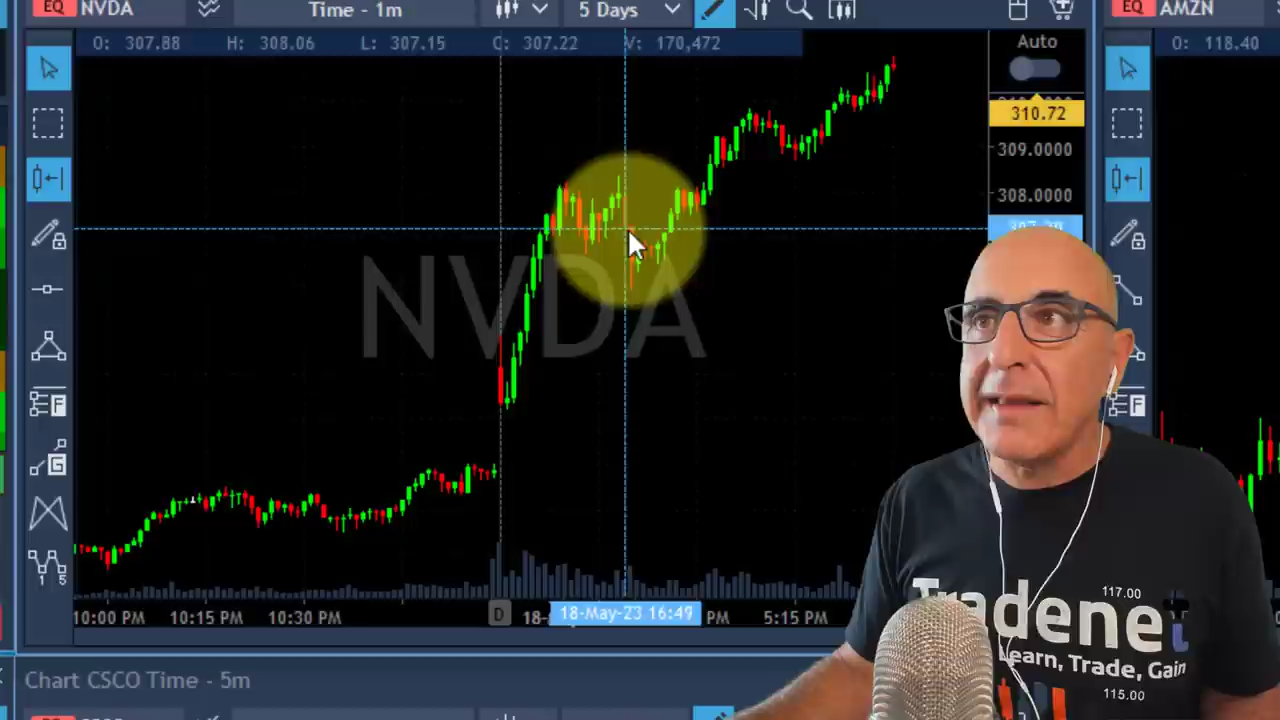 EQ NVDA Time - 1m 5 Days EQ AMZN
O: 307.88 H: 308.06 L: 307.15 C: 307.22 V: 170,472 Auto O: 118.40
310.72
309.0000
308.0000
NVDA
F F
G
1 5
10:00 PM 10:15 PM 10:30 PM D 18- 18-May-23 16:49 PM 5:15 PM
117.00
Tradenet
Learn, Trade, Gain
115.00
Chart CSCO Time - 5m